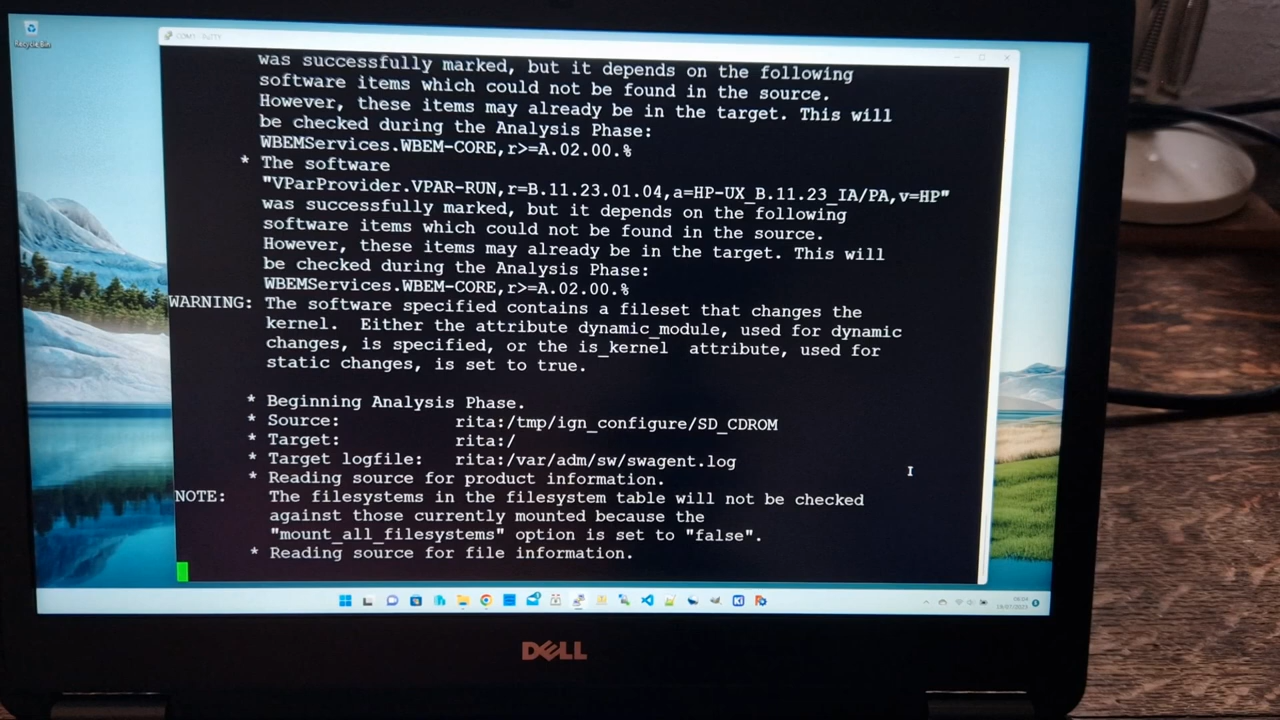 Recycle Bin
COM1 - PuTTY
was successfully marked, but it depends on the following
software items which could not be found in the source.
However, these items may already be in the target. This will
be checked during the Analysis Phase:
WBEMServices.WBEM-CORE,r>=A.02.00.%
* The software
"VParProvider.VPAR-RUN,r=B.11.23.01.04,a=HP-UX_B.11.23_IA/PA,v=HP"
was successfully marked, but it depends on the following
software items which could not be found in the source.
However, these items may already be in the target. This will
be checked during the Analysis Phase:
WBEMServices.WBEM-CORE,r>=A.02.00.%
WARNING: The software specified contains a fileset that changes the
kernel.  Either the attribute dynamic_module, used for dynamic
changes, is specified, or the is_kernel  attribute, used for
static changes, is set to true.
* Beginning Analysis Phase.
* Source:            rita:/tmp/ign_configure/SD_CDROM
* Target:            rita:/
* Target logfile:    rita:/var/adm/sw/swagent.log
* Reading source for product information.
NOTE:    The filesystems in the filesystem table will not be checked
against those currently mounted because the
"mount_all_filesystems" option is set to "false".
* Reading source for file information.
DELL